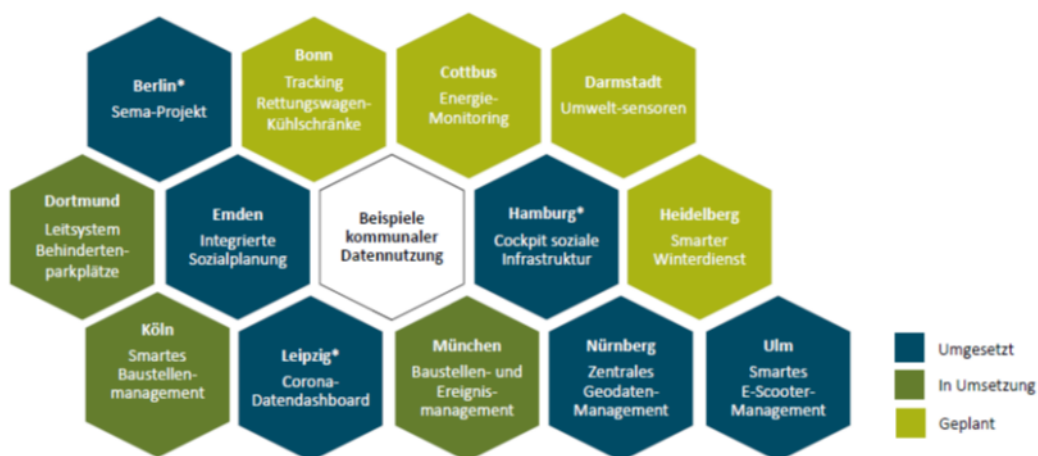 Berlin*
Sema-Projekt
Bonn
Tracking
Rettungswagen-
Kühlschränke
Cottbus
Energie-
Monitoring
Darmstadt
Umwelt-sensoren
Dortmund
Leitsystem
Behinderten-
parkplätze
Emden
Integrierte
Sozialplanung
Beispiele
kommunaler
Datennutzung
Hamburg*
Cockpit soziale
Infrastruktur
Heidelberg
Smarter
Winterdienst
Köln
Smartes
Baustellen-
management
Leipzig*
Corona-
Datendashboard
München
Baustellen- und
Ereignis-
management
Nürnberg
Zentrales
Geodaten-
Management
Ulm
Smartes
E-Scooter-
Management
Umgesetzt
In Umsetzung
Geplant